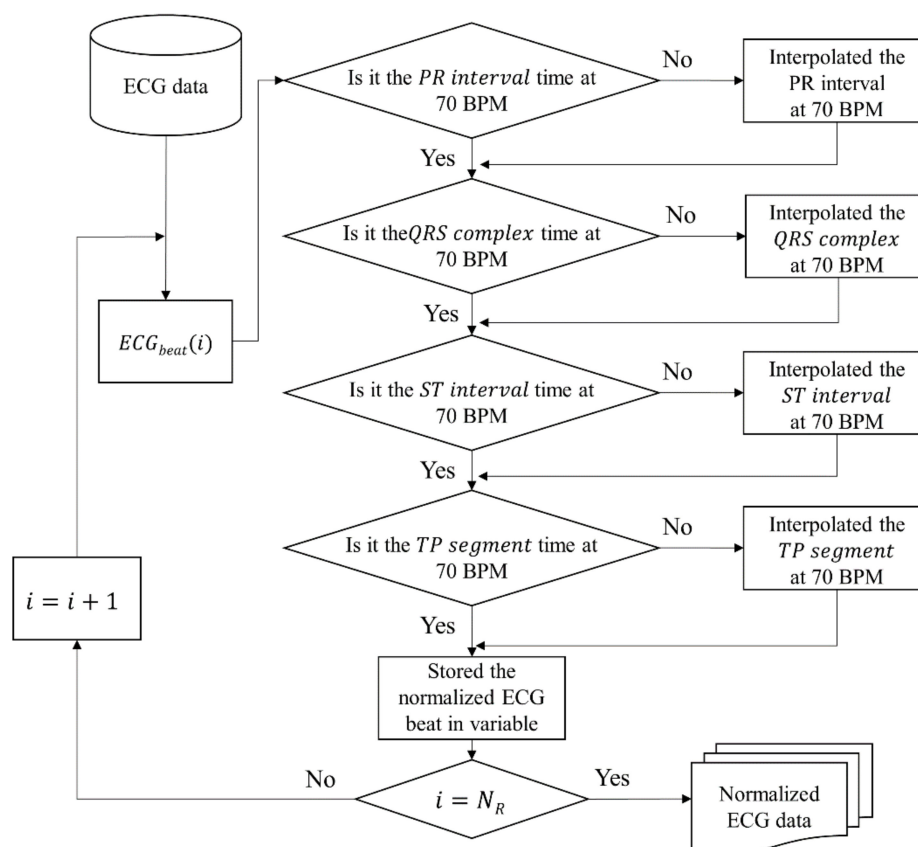 ECG data
Is it the PR interval time at
70 BPM
No
Interpolated the
PR interval
at 70 BPM
Yes
Is it theQRS complex time at
70 BPM
No
Interpolated the
QRS complex
at 70 BPM
Yes
ECG_beat(i)
Is it the ST interval time at
70 BPM
No
Interpolated the
ST interval
at 70 BPM
Yes
Is it the TP segment time at
70 BPM
No
Interpolated the
TP segment
at 70 BPM
Yes
i = i + 1
Stored the
normalized ECG
beat in variable
No
i = N_R
Yes
Normalized
ECG data